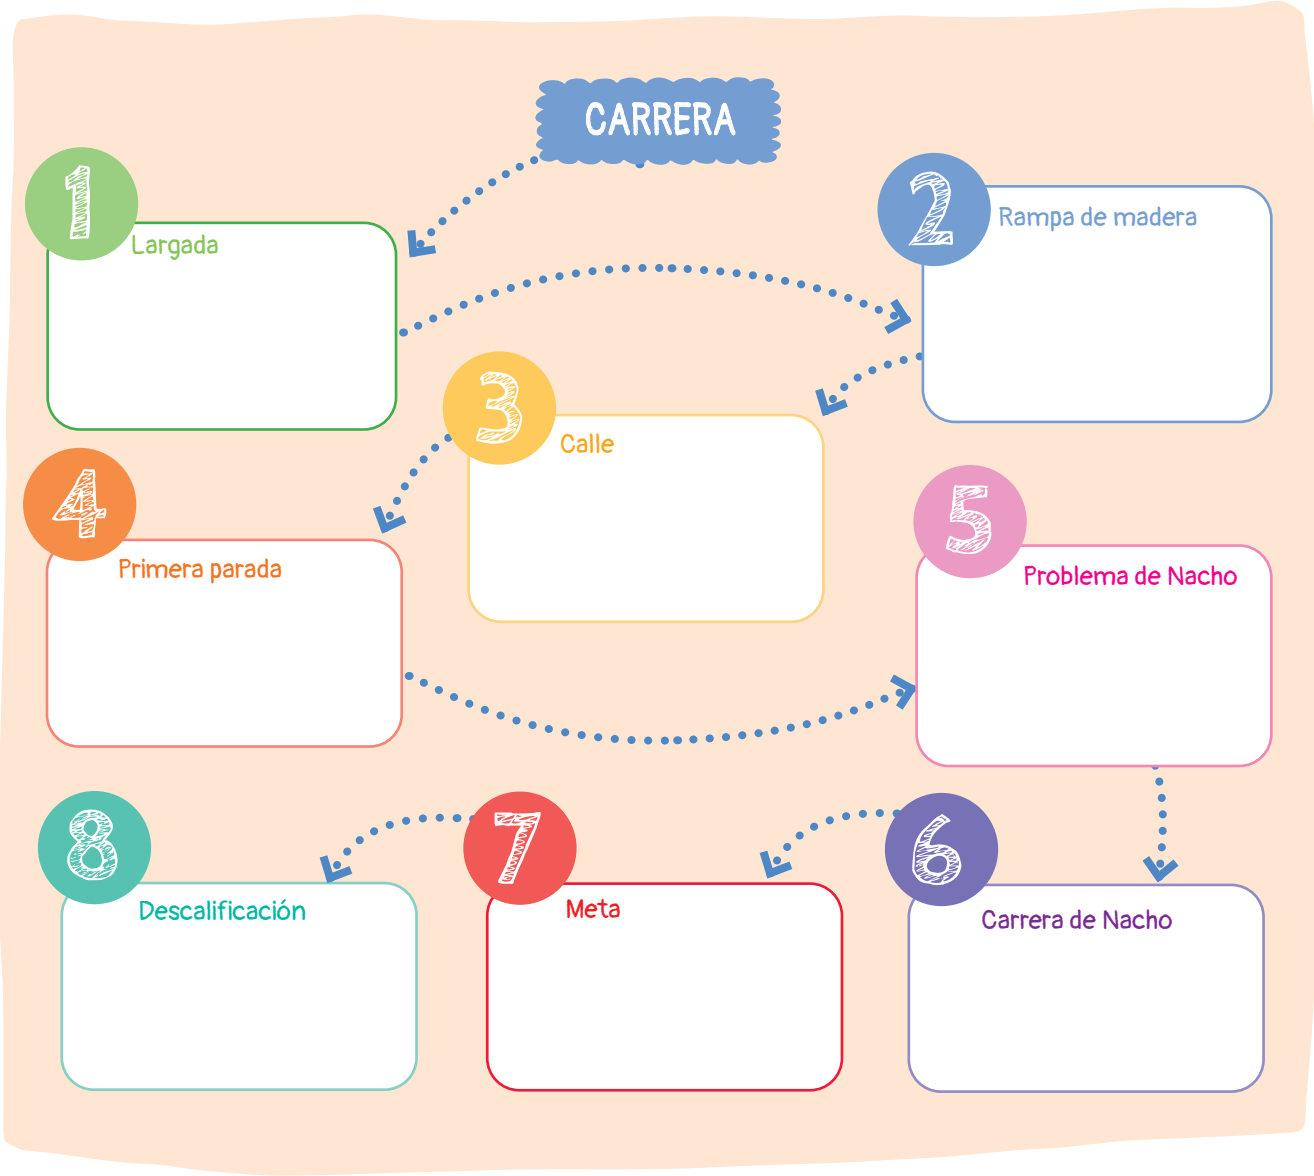 CARRERA
1
Largada
2
Rampa de madera
3
Calle
4
Primera parada
5
Problema de Nacho
6
Carrera de Nacho
7
Meta
8
Descalificación